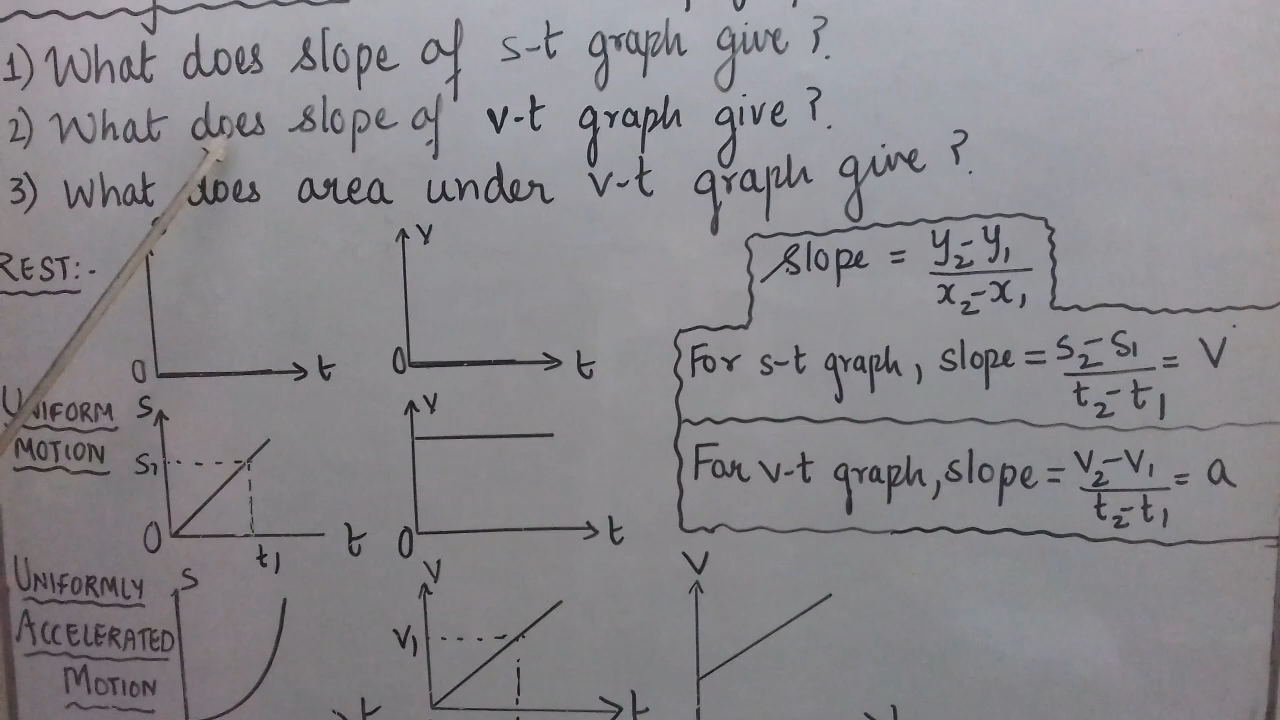 1) What does slope of s-t graph give ?
2) What does slope of v-t graph give ?
3) What does area under v-t graph give ?
REST:-
0
t
V
0
t
slope = y₂-y₁
x₂-x₁
For s-t graph, slope = s₂-s₁ = V
t₂-t₁
For v-t graph, slope = v₂-v₁ = a
t₂-t₁
UNIFORM
MOTION
S
S₁
0
t₁
t
V
0
t
UNIFORMLY
ACCELERATED
MOTION
S
t
V
V₁
t
V